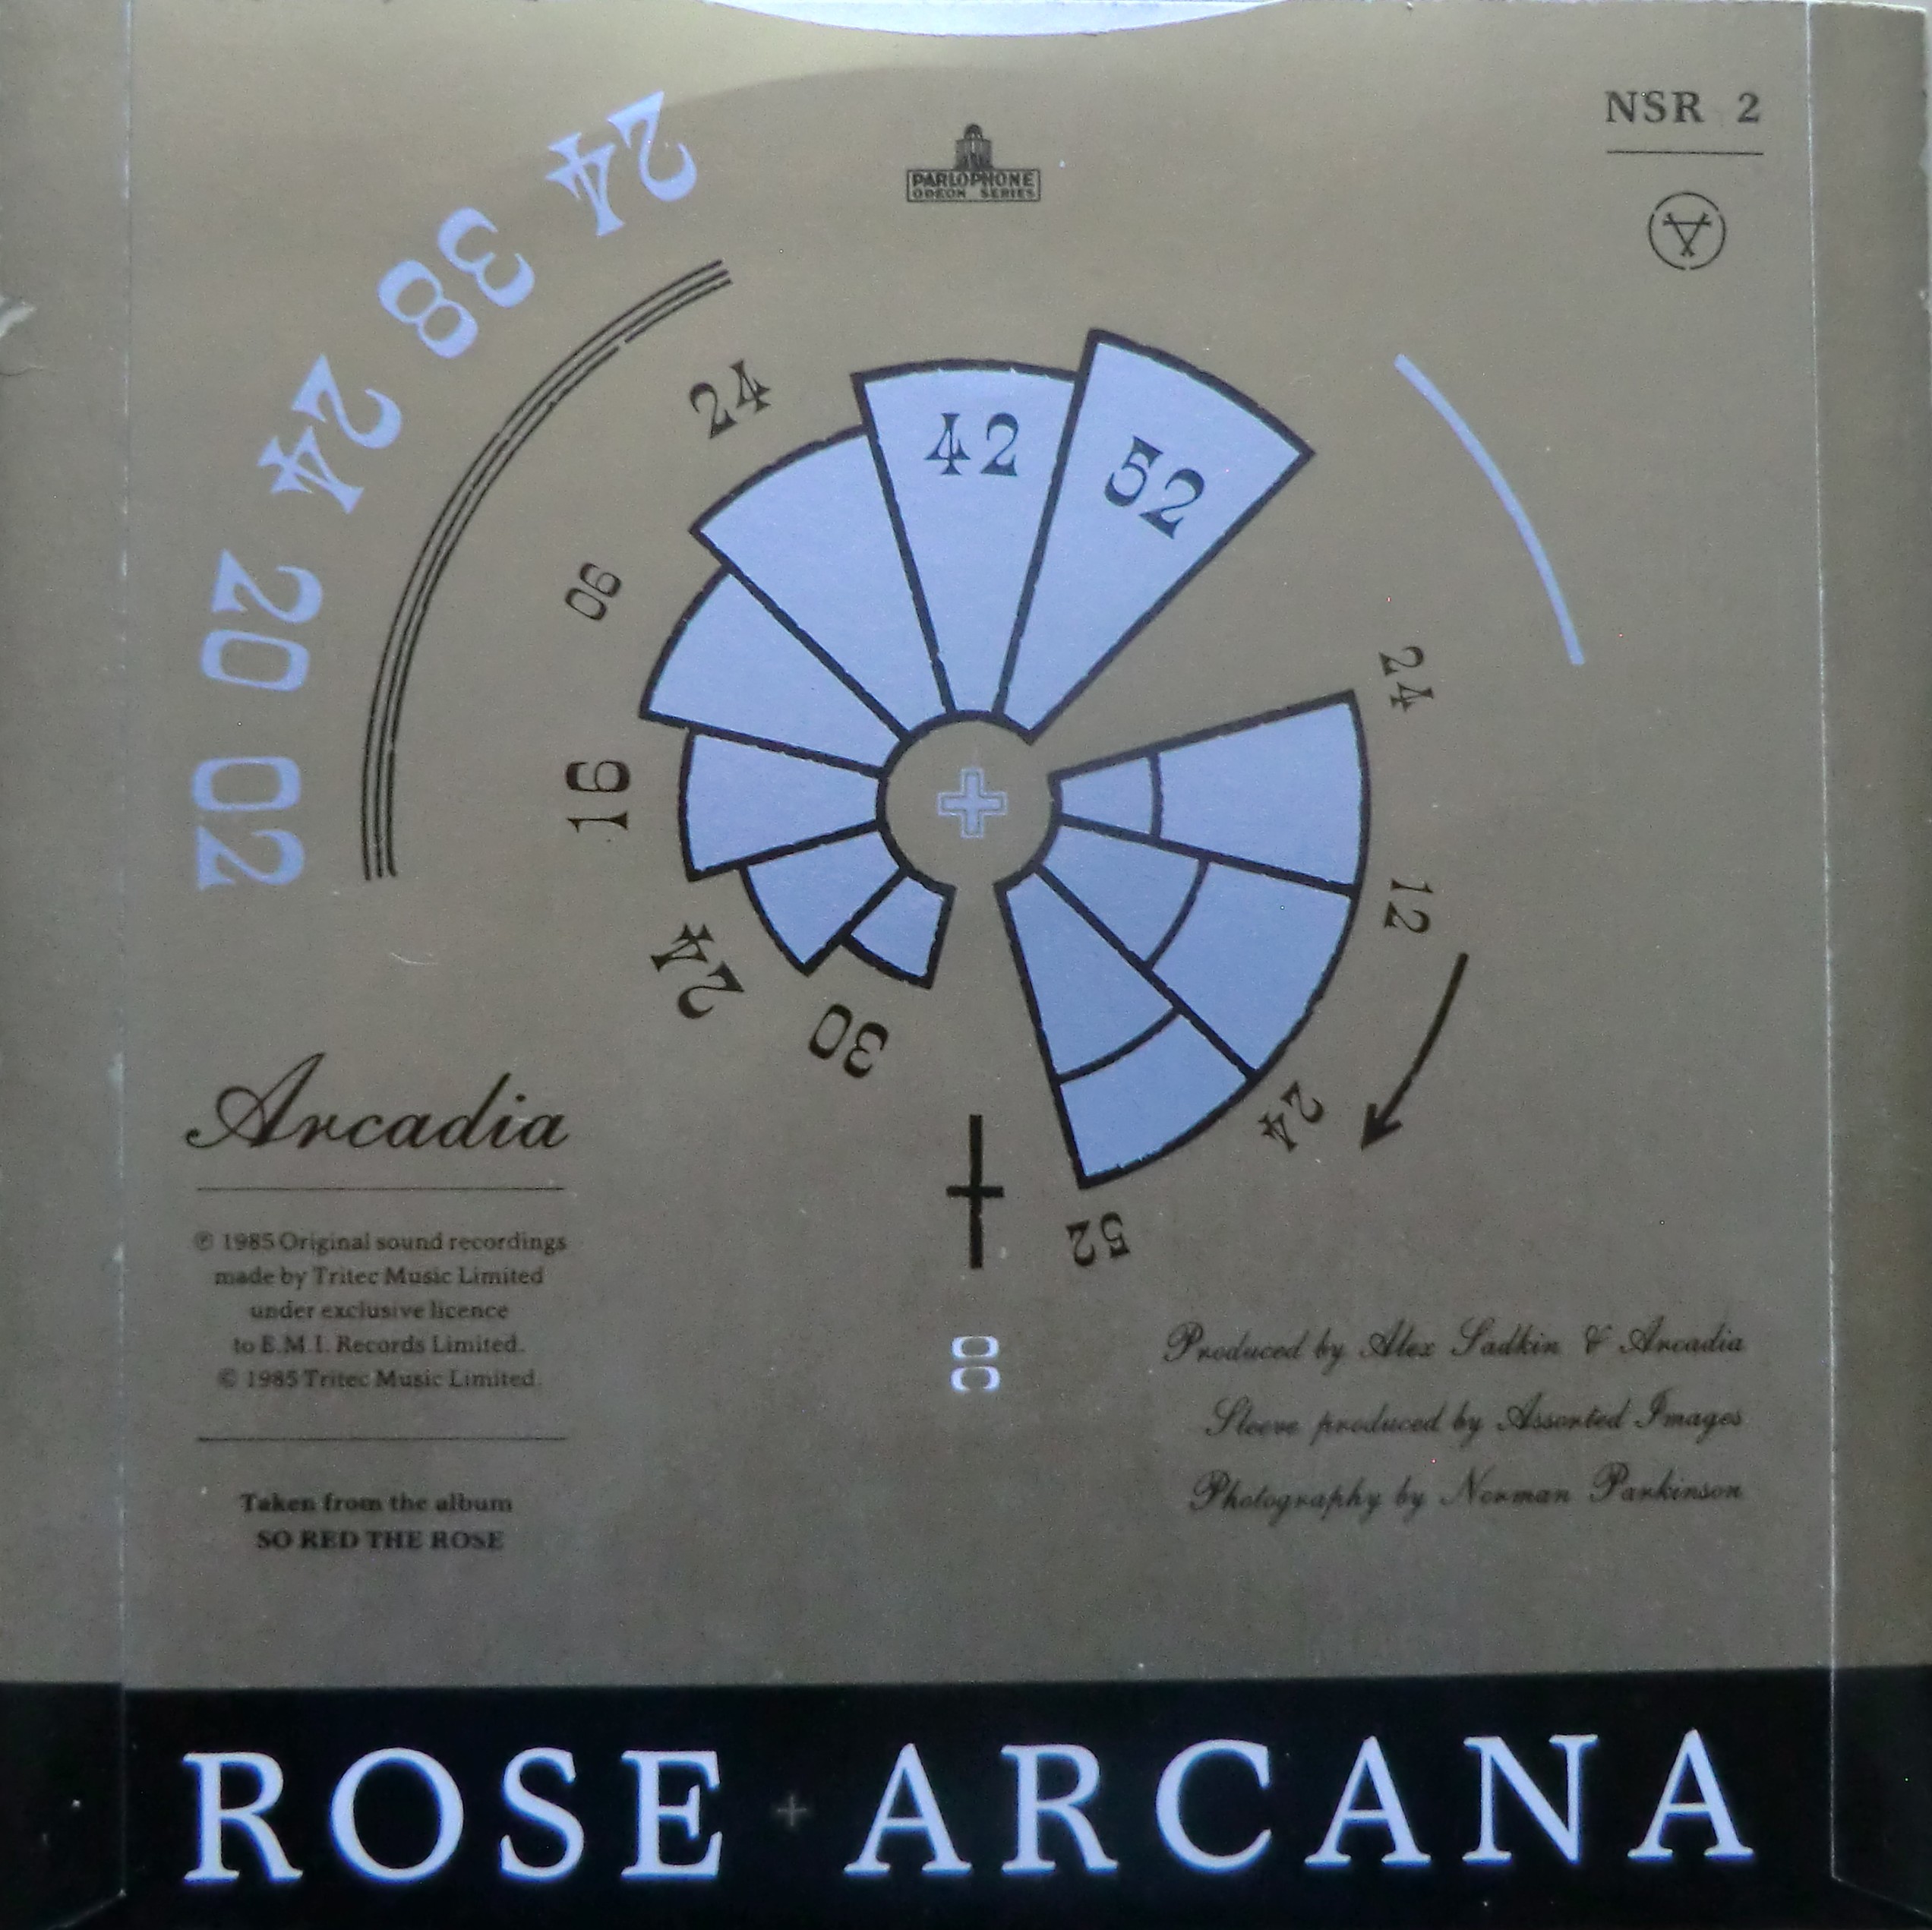 NSR 2
PARLOPHONE
ODEON SERIES
24
38
24
20
02
24
42
52
06
16
24
30
24
12
24
52
00
Arcadia
℗ 1985 Original sound recordings
made by Tritec Music Limited
under exclusive licence
to E.M.I. Records Limited.
© 1985 Tritec Music Limited.
Taken from the album
SO RED THE ROSE
Produced by Alex Sadkin & Arcadia
Sleeve produced by Assorted Images
Photography by Norman Parkinson
ROSE + ARCANA